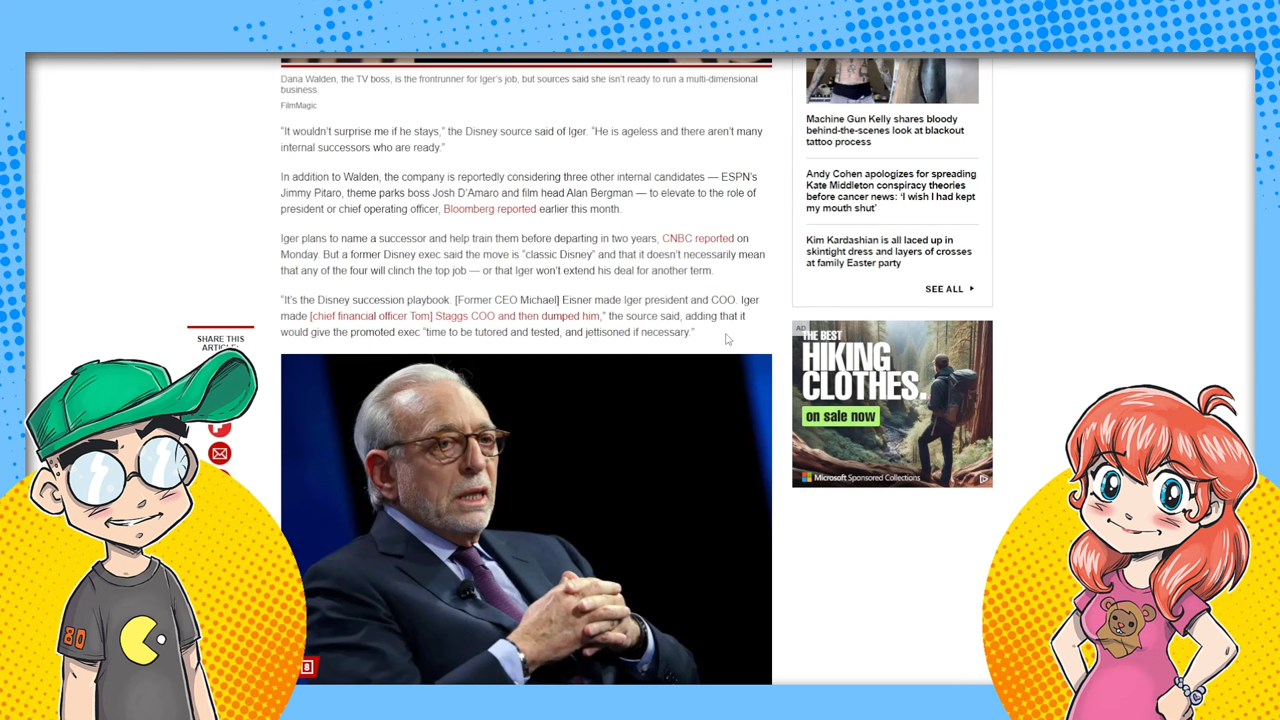 Dana Walden, the TV boss, is the frontrunner for Iger's job, but sources said she isn't ready to run a multi-dimensional
business.
FilmMagic
"It wouldn't surprise me if he stays," the Disney source said of Iger. "He is ageless and there aren't many
internal successors who are ready."
In addition to Walden, the company is reportedly considering three other internal candidates — ESPN's
Jimmy Pitaro, theme parks boss Josh D'Amaro and film head Alan Bergman — to elevate to the role of
president or chief operating officer, Bloomberg reported earlier this month.
Iger plans to name a successor and help train them before departing in two years, CNBC reported on
Monday. But a former Disney exec said the move is "classic Disney" and that it doesn't necessarily mean
that any of the four will clinch the top job — or that Iger won't extend his deal for another term.
"It's the Disney succession playbook. [Former CEO Michael] Eisner made Iger president and COO. Iger
made [chief financial officer Tom] Staggs COO and then dumped him," the source said, adding that it
would give the promoted exec "time to be tutored and tested, and jettisoned if necessary."
SHARE THIS
ARTICLE:
8
Machine Gun Kelly shares bloody
behind-the-scenes look at blackout
tattoo process
Andy Cohen apologizes for spreading
Kate Middleton conspiracy theories
before cancer news: 'I wish I had kept
my mouth shut'
Kim Kardashian is all laced up in
skintight dress and layers of crosses
at family Easter party
SEE ALL
AD
THE BEST
HIKING
CLOTHES.
on sale now
Microsoft Sponsored Collections
80